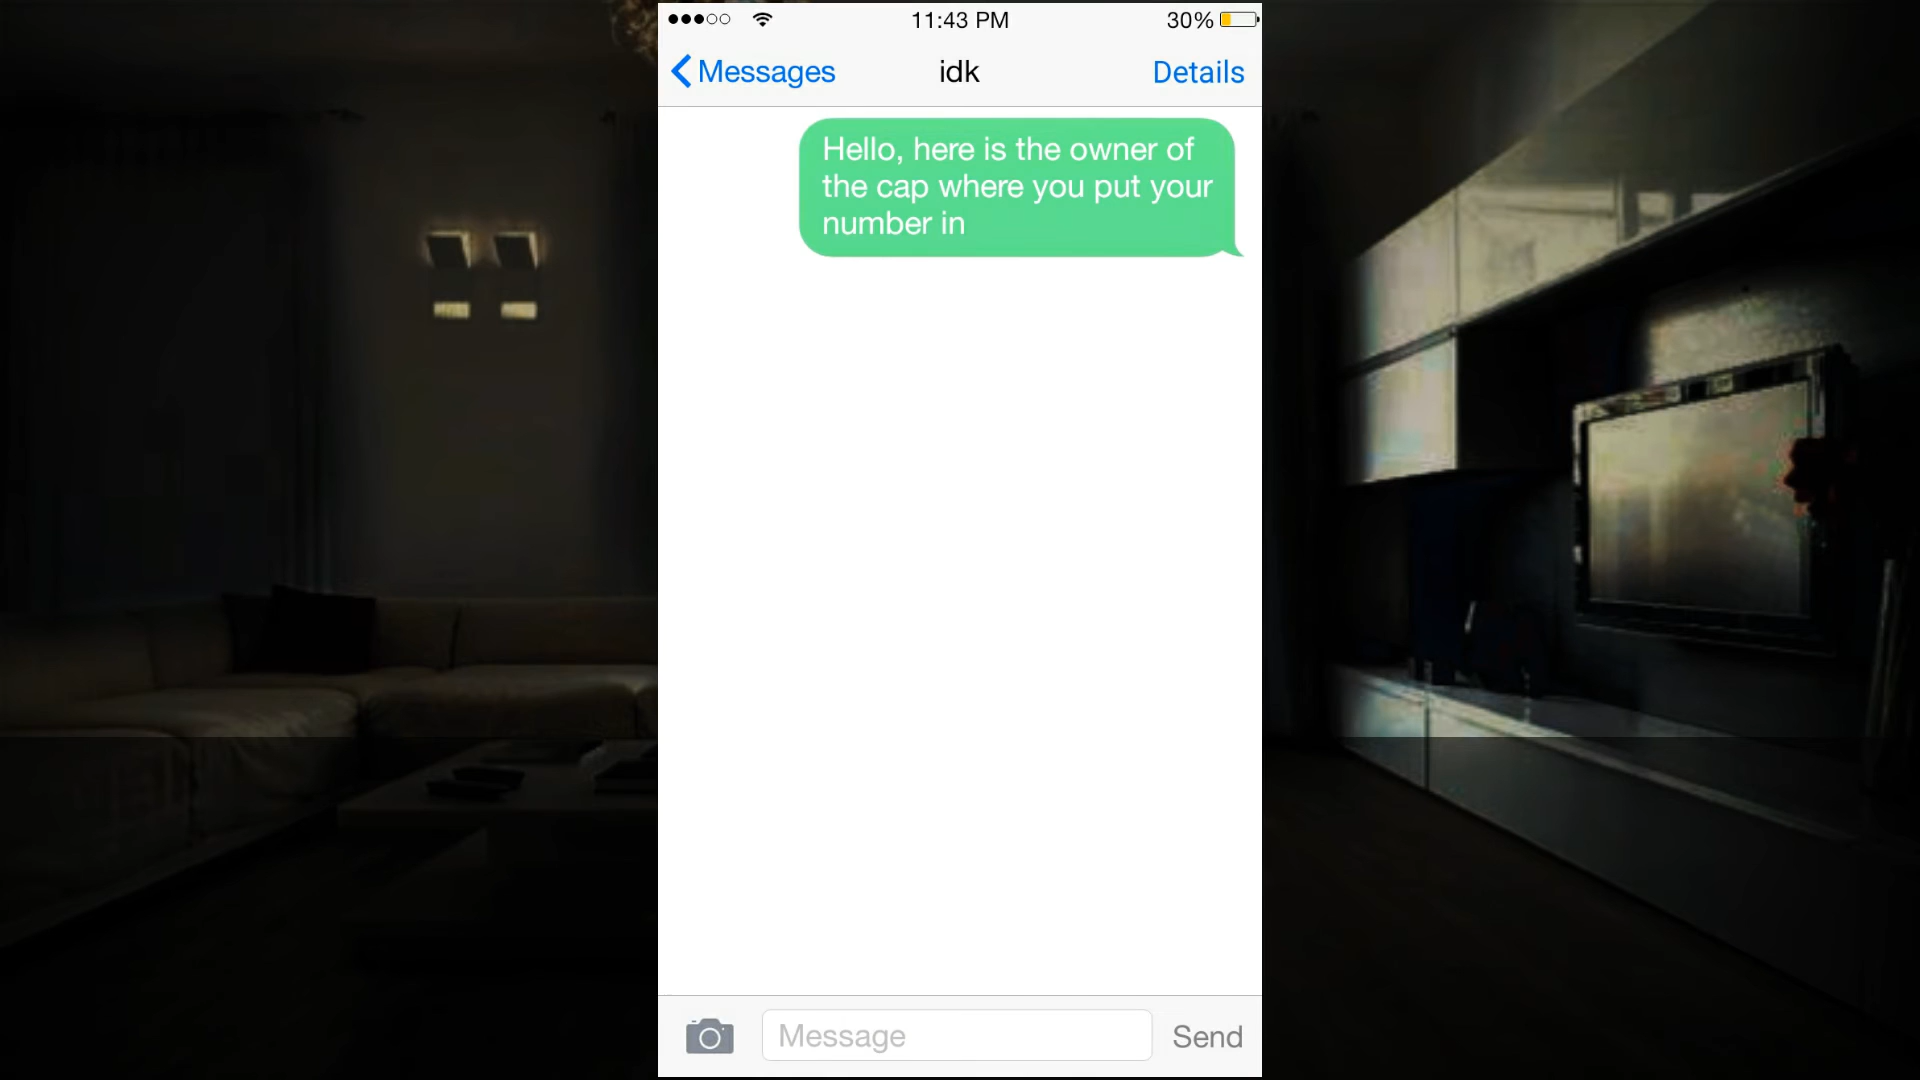 11:43 PM 30%
Messages idk Details
Hello, here is the owner of
the cap where you put your
number in
Message Send